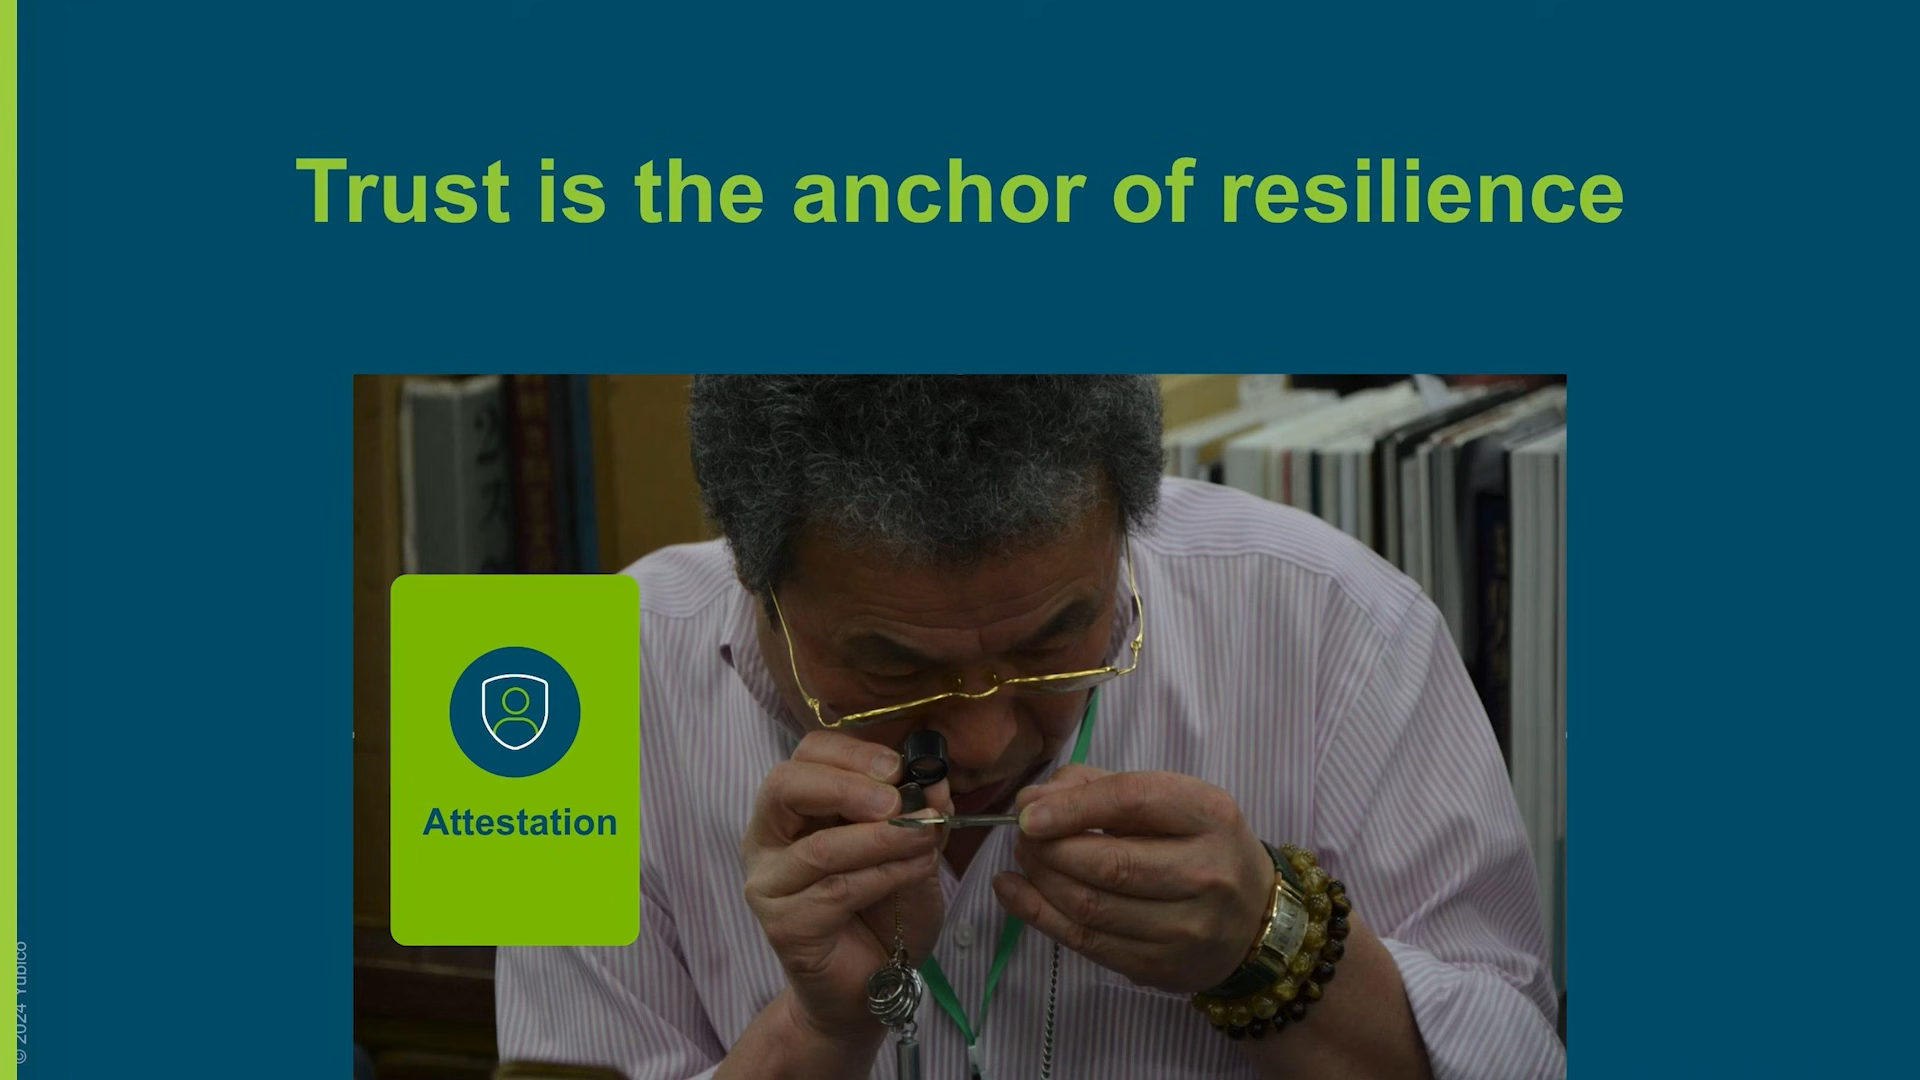 Trust is the anchor of resilience
Attestation
© 2024 Yubico